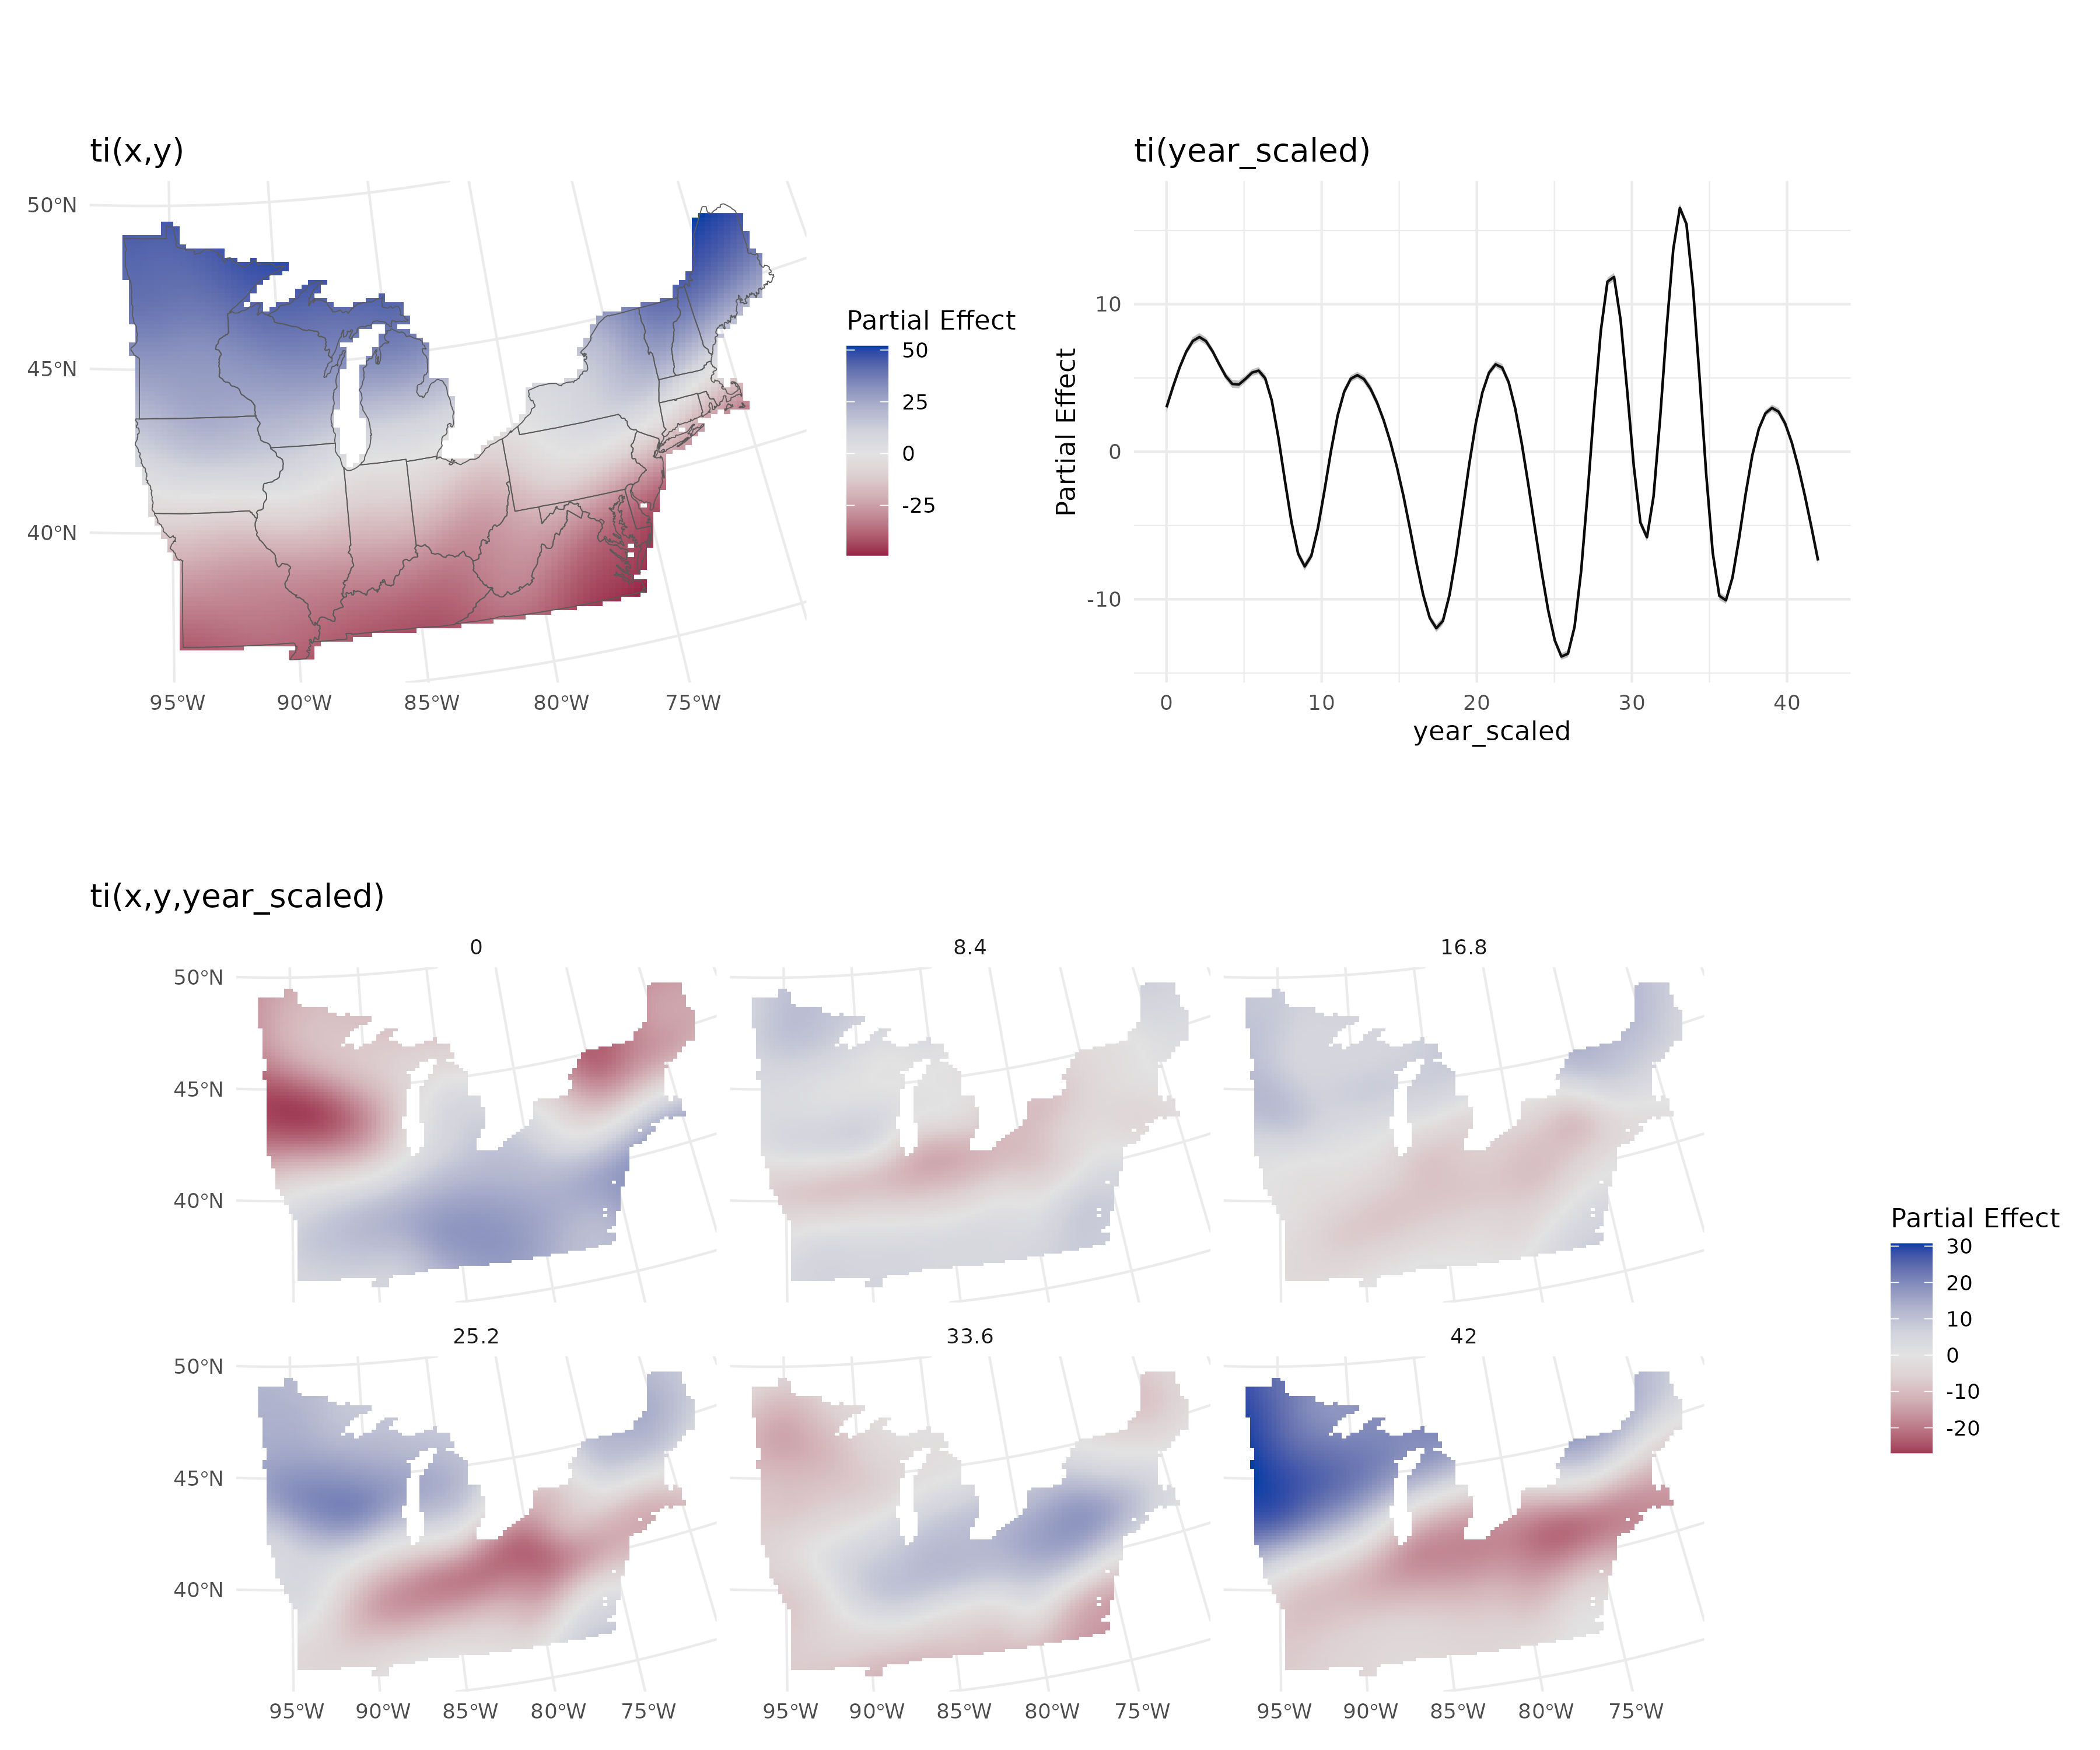 ti(x,y)
50°N
45°N
40°N
95°W 90°W 85°W 80°W 75°W
Partial Effect
50
25
0
-25
ti(year_scaled)
Partial Effect
10
0
-10
0 10 20 30 40
year_scaled
ti(x,y,year_scaled)
0 8.4 16.8
50°N
45°N
40°N
25.2 33.6 42
50°N
45°N
40°N
95°W 90°W 85°W 80°W 75°W 95°W 90°W 85°W 80°W 75°W 95°W 90°W 85°W 80°W 75°W
Partial Effect
30
20
10
0
-10
-20